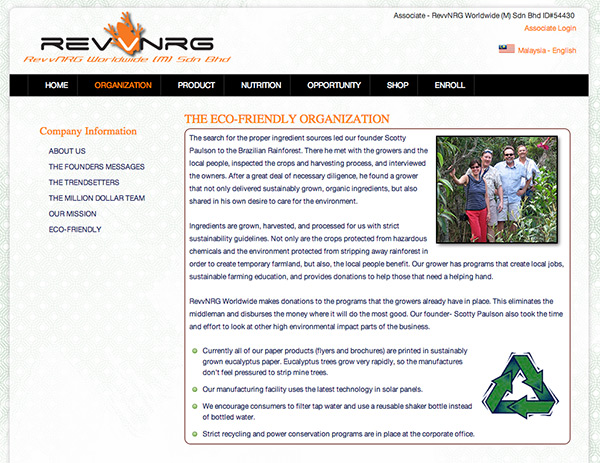 Associate - RevvNRG Worldwide (M) Sdn Bhd ID#54430
Associate Login
REVVNRG
RevvNRG Worldwide (M) Sdn Bhd
Malaysia - English
HOME ORGANIZATION PRODUCT NUTRITION OPPORTUNITY SHOP ENROLL
Company Information
ABOUT US
THE FOUNDERS MESSAGES
THE TRENDSETTERS
THE MILLION DOLLAR TEAM
OUR MISSION
ECO-FRIENDLY
THE ECO-FRIENDLY ORGANIZATION
The search for the proper ingredient sources led our founder Scotty
Paulson to the Brazilian Rainforest. There he met with the growers and the
local people, inspected the crops and harvesting process, and interviewed
the owners. After a great deal of necessary diligence, he found a grower
that not only delivered sustainably grown, organic ingredients, but also
shared in his own desire to care for the environment.
Ingredients are grown, harvested, and processed for us with strict
sustainability guidelines. Not only are the crops protected from hazardous
chemicals and the environment protected from stripping away rainforest in
order to create temporary farmland, but also, the local people benefit. Our grower has programs that create local jobs,
sustainable farming education, and provides donations to help those that need a helping hand.
RevvNRG Worldwide makes donations to the programs that the growers already have in place. This eliminates the
middleman and disburses the money where it will do the most good. Our founder- Scotty Paulson also took the time
and effort to look at other high environmental impact parts of the business.
Currently all of our paper products (flyers and brochures) are printed in sustainably
grown eucalyptus paper. Eucalyptus trees grow very rapidly, so the manufactures
don't feel pressured to strip mine trees.
Our manufacturing facility uses the latest technology in solar panels.
We encourage consumers to filter tap water and use a reusable shaker bottle instead
of bottled water.
Strict recycling and power conservation programs are in place at the corporate office.